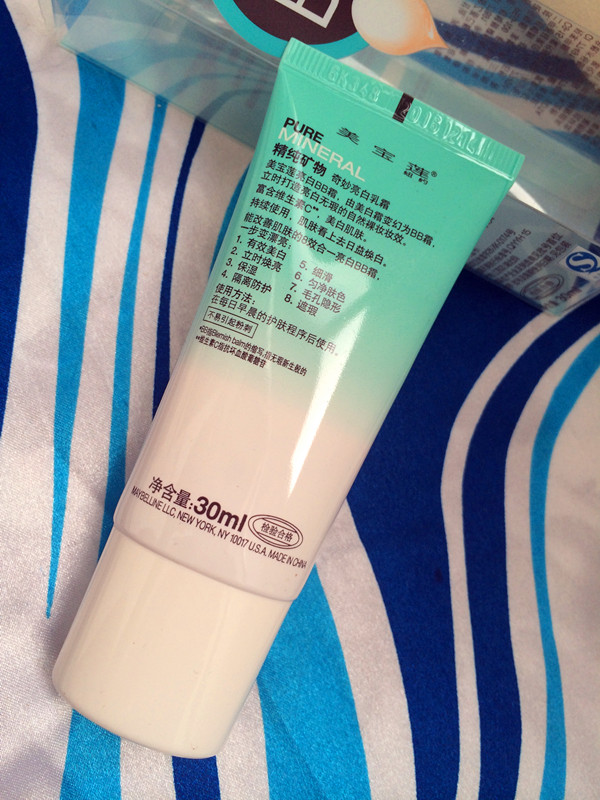 PURE
MINERAL
美宝莲®
纽约
精纯矿物 奇妙亮白乳霜
美宝莲亮白BB霜，由美白霜变幻为BB霜，
立时打造亮白无瑕的自然裸妆妆效。
富含维生素C**，美白肌肤。
持续使用，肌肤看上去日益焕白。
能改善肌肤的8效合一亮白BB霜，
一步变漂亮：
1. 有效美白
2. 立时焕亮
3. 保湿
4. 隔离防护
5. 细滑
6. 匀净肤色
7. 毛孔隐形
8. 遮瑕
使用方法：
在每日早晨的护肤程序后使用。
不易引起粉刺
净含量:30ml
MAYBELLINE LLC, NEW YORK, NY 10017 U.S.A. MADE IN CHINA
检验合格